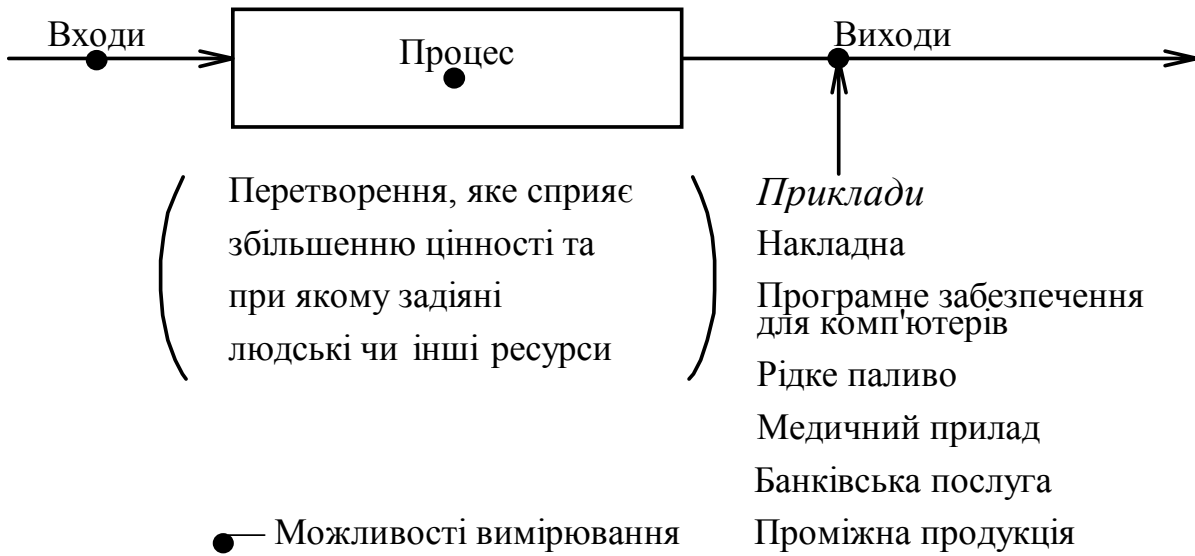 Входи
Процес
Виходи
Перетворення, яке сприяє
збільшенню цінності та
при якому задіяні
людські чи інші ресурси
Приклади
Накладна
Програмне забезпечення
для комп'ютерів
Рідке паливо
Медичний прилад
Банківська послуга
Проміжна продукція
— Можливості вимірювання